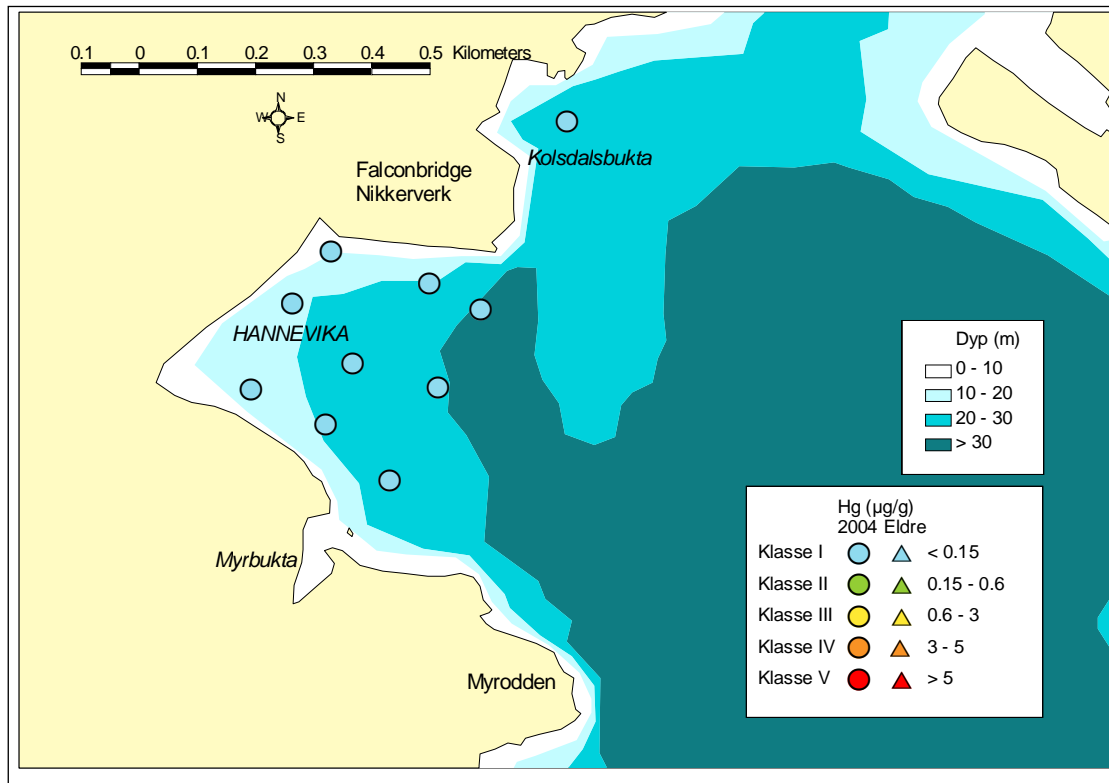 0.1 0 0.1 0.2 0.3 0.4 0.5 Kilometers
N
W E
S
Kolsdalsbukta
Falconbridge
Nikkerverk
HANNEVIKA
Myrbukta
Myrodden
Dyp (m)
0 - 10
10 - 20
20 - 30
> 30
Hg (µg/g)
2004 Eldre
Klasse I < 0.15
Klasse II 0.15 - 0.6
Klasse III 0.6 - 3
Klasse IV 3 - 5
Klasse V > 5